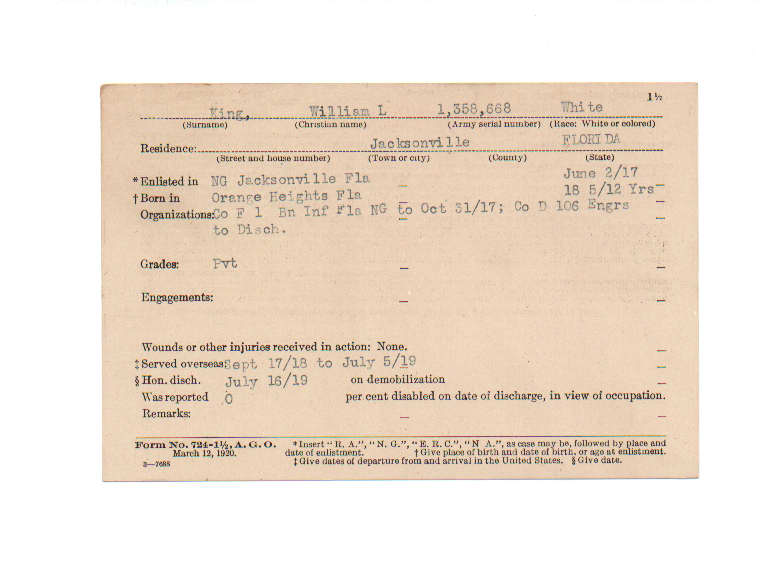 1½
King, William L 1,358,668 White
(Surname) (Christian name) (Army serial number) (Race: White or colored)
Residence: Jacksonville FLORIDA
(Street and house number) (Town or city) (County) (State)
*Enlisted in NG Jacksonville Fla June 2/17
†Born in Orange Heights Fla 18 5/12 Yrs
Organizations: Co F 1 Bn Inf Fla NG to Oct 31/17; Co D 106 Engrs
to Disch.
Grades: Pvt
Engagements:
Wounds or other injuries received in action: None.
‡Served overseas Sept 17/18 to July 5/19
§Hon. disch. July 16/19 on demobilization
Was reported 0 per cent disabled on date of discharge, in view of occupation.
Remarks:
Form No. 724-1½, A. G. O. *Insert "R. A.", "N. G.", "E. R. C.", "N A.", as case may be, followed by place and
March 12, 1920. date of enlistment. †Give place of birth and date of birth, or age at enlistment.
3—7688 ‡Give dates of departure from and arrival in the United States. §Give date.